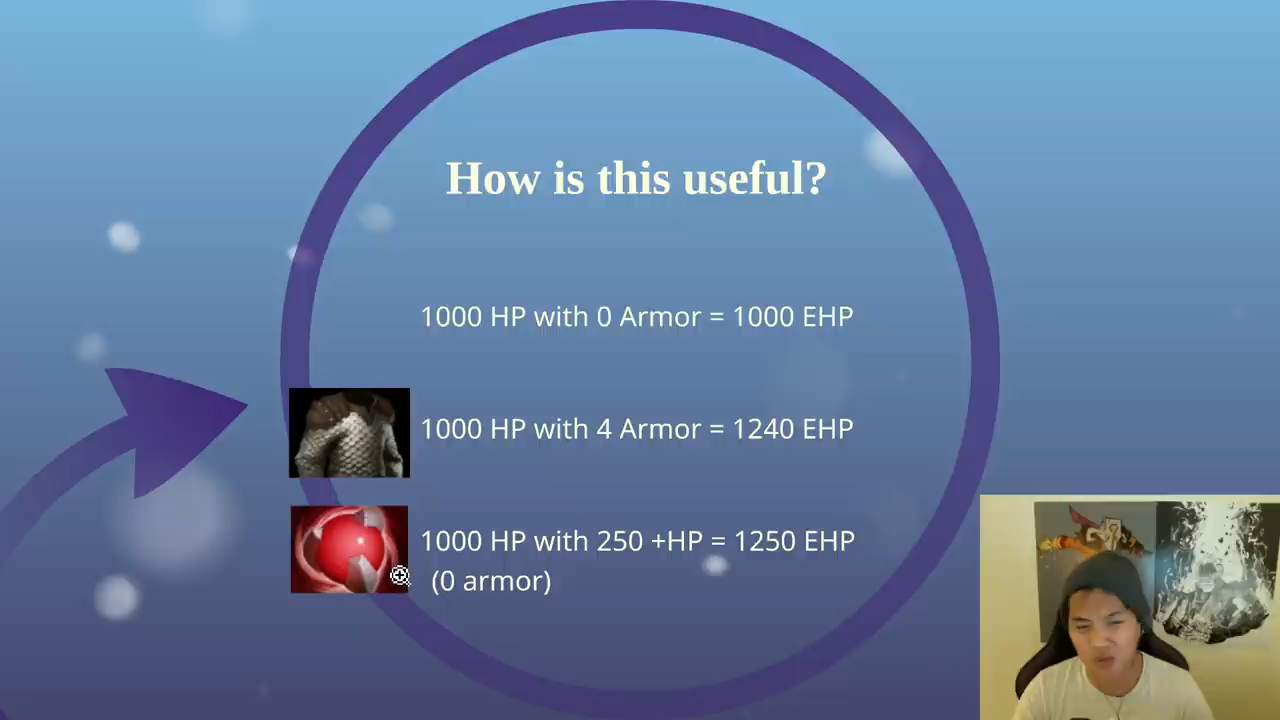 How is this useful?
1000 HP with 0 Armor = 1000 EHP
1000 HP with 4 Armor = 1240 EHP
1000 HP with 250 +HP = 1250 EHP
(0 armor)